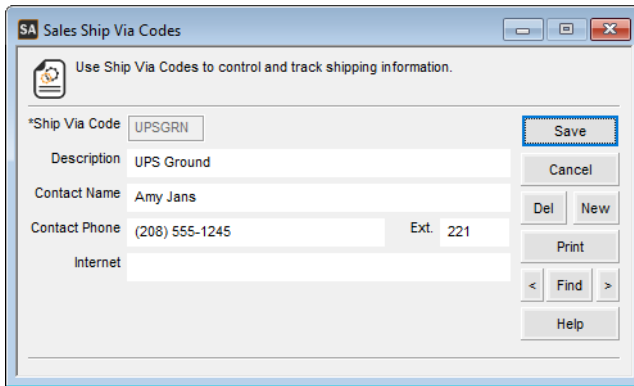 SA Sales Ship Via Codes
Use Ship Via Codes to control and track shipping information.
*Ship Via Code UPSGRN
Save
Description UPS Ground
Cancel
Contact Name Amy Jans
Del New
Contact Phone (208) 555-1245 Ext. 221
Print
Internet
< Find >
Help